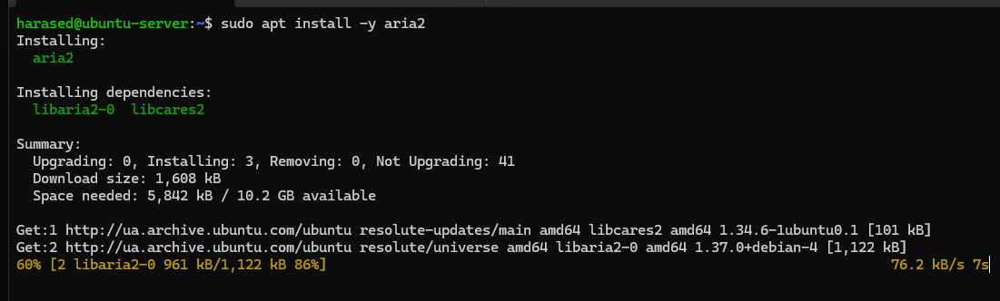 harased@ubuntu-server:~$ sudo apt install -y aria2
Installing:
  aria2

Installing dependencies:
  libaria2-0  libcares2

Summary:
  Upgrading: 0, Installing: 3, Removing: 0, Not Upgrading: 41
  Download size: 1,608 kB
  Space needed: 5,842 kB / 10.2 GB available

Get:1 http://ua.archive.ubuntu.com/ubuntu resolute-updates/main amd64 libcares2 amd64 1.34.6-1ubuntu0.1 [101 kB]
Get:2 http://ua.archive.ubuntu.com/ubuntu resolute/universe amd64 libaria2-0 amd64 1.37.0+debian-4 [1,122 kB]
60% [2 libaria2-0 961 kB/1,122 kB 86%] 76.2 kB/s 7s